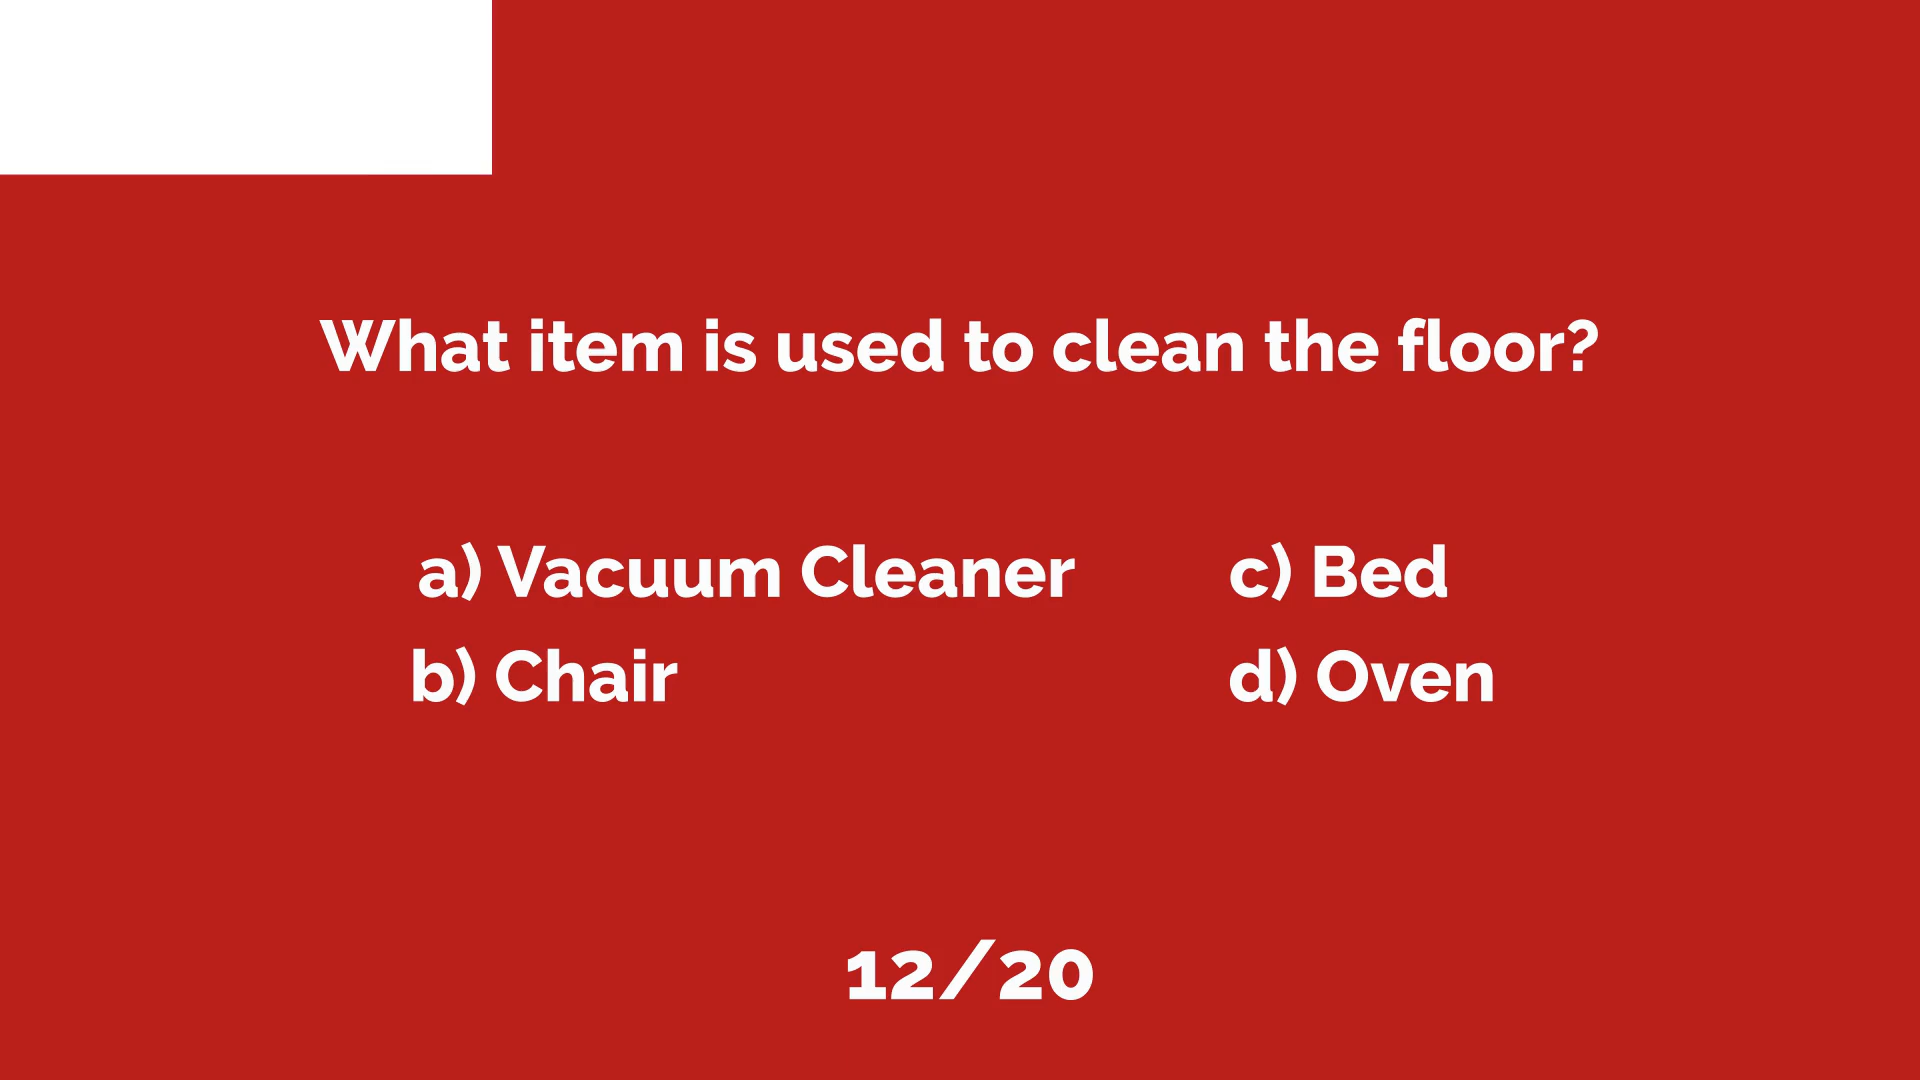 What item is used to clean the floor?
a) Vacuum Cleaner
b) Chair
c) Bed
d) Oven
12/20